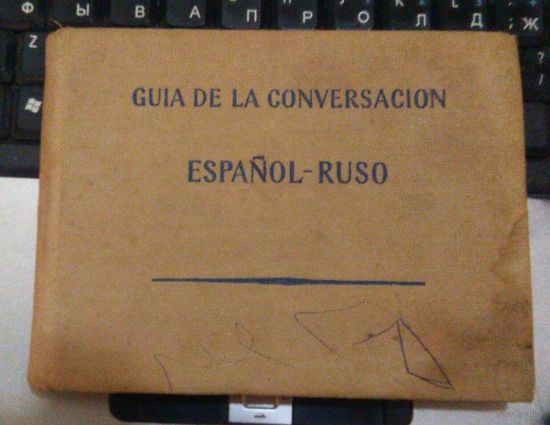 Ф Ы В А П Р О Л Д Ж
Z
GUIA DE LA CONVERSACION
ESPAÑOL-RUSO